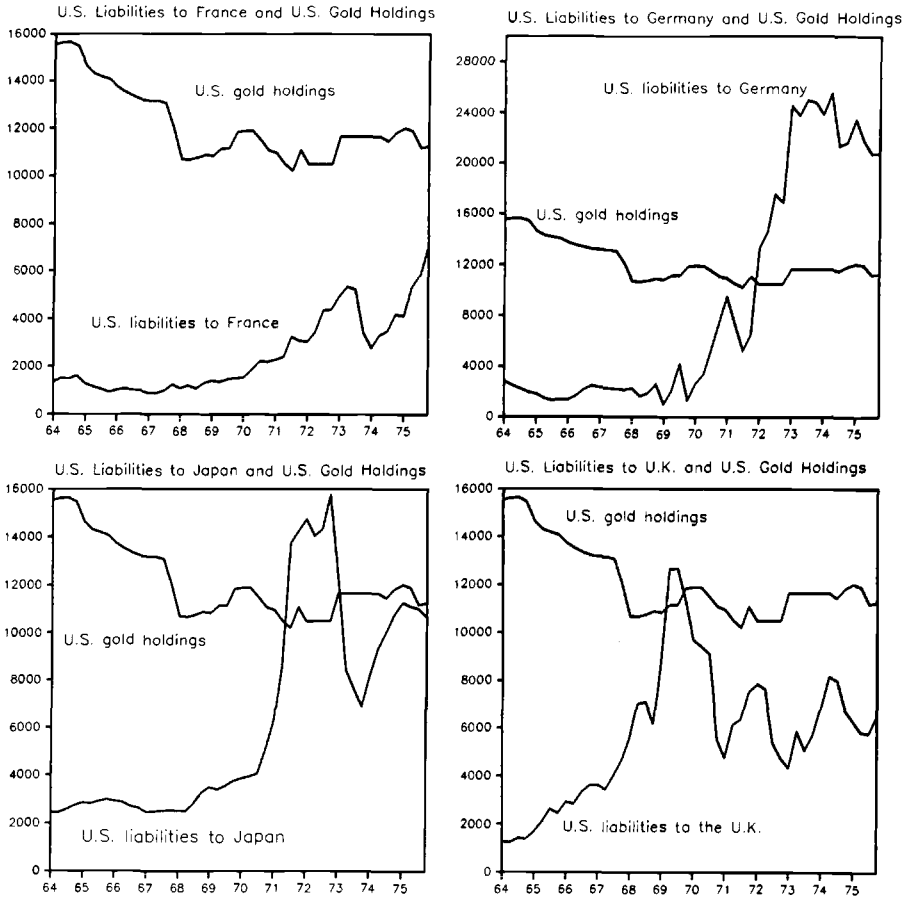 U.S. Liabilities to France and U.S. Gold Holdings
16000
14000
12000
10000
8000
6000
4000
2000
0
U.S. gold holdings
U.S. liabilities to France
64 65 66 67 68 69 70 71 72 73 74 75
U.S. Liabilities to Germany and U.S. Gold Holdings
28000
24000
20000
16000
12000
8000
4000
0
U.S. liabilities to Germany
U.S. gold holdings
64 65 66 67 68 69 70 71 72 73 74 75
U.S. Liabilities to Japan and U.S. Gold Holdings
16000
14000
12000
10000
8000
6000
4000
2000
0
U.S. gold holdings
U.S. liabilities to Japan
64 65 66 67 68 69 70 71 72 73 74 75
U.S. Liabilities to U.K. and U.S. Gold Holdings
16000
14000
12000
10000
8000
6000
4000
2000
0
U.S. gold holdings
U.S. liabilities to the U.K.
64 65 66 67 68 69 70 71 72 73 74 75